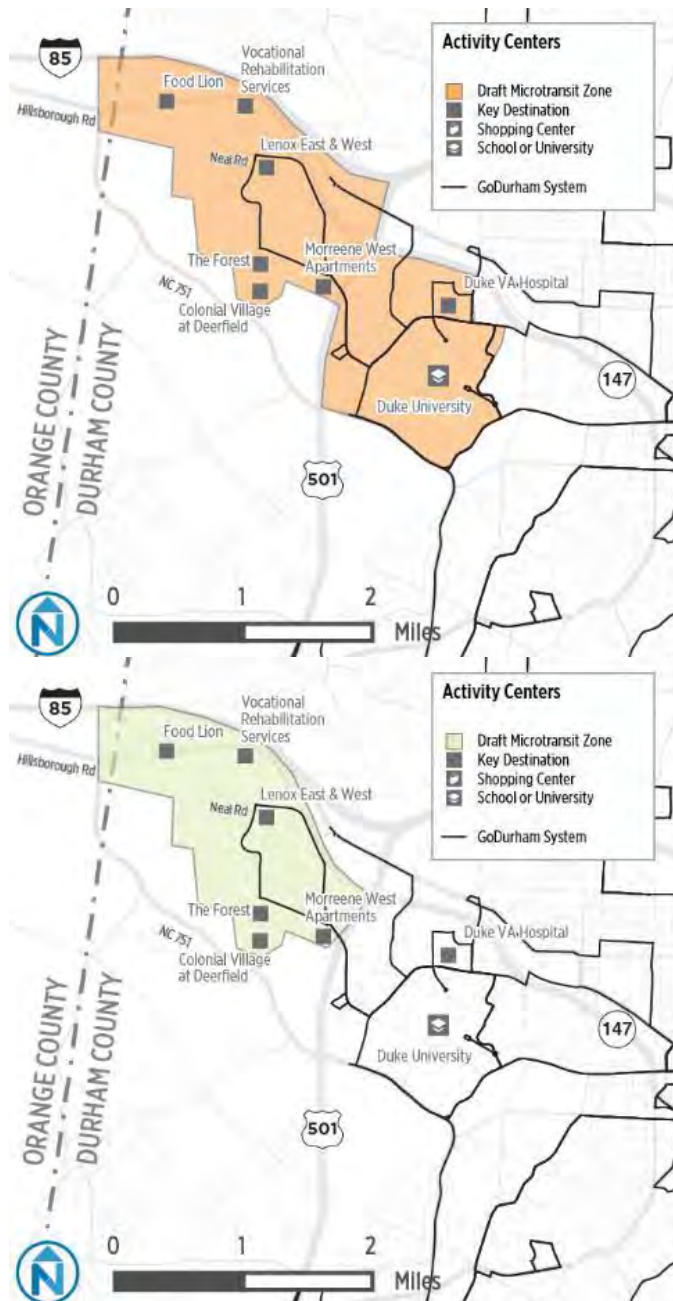 85
Hillsborough Rd
Food Lion
Vocational
Rehabilitation
Services
Neal Rd
Lenox East & West
The Forest
Morreene West
Apartments
NC 751
Colonial Village
at Deerfield
Duke VA Hospital
Duke University
147
501
ORANGE COUNTY
DURHAM COUNTY
Activity Centers
Draft Microtransit Zone
Key Destination
Shopping Center
School or University
GoDurham System
N
0 1 2
Miles
85
Hillsborough Rd
Food Lion
Vocational
Rehabilitation
Services
Neal Rd
Lenox East & West
The Forest
Morreene West
Apartments
NC 751
Colonial Village
at Deerfield
Duke VA Hospital
Duke University
147
501
ORANGE COUNTY
DURHAM COUNTY
Activity Centers
Draft Microtransit Zone
Key Destination
Shopping Center
School or University
GoDurham System
N
0 1 2
Miles